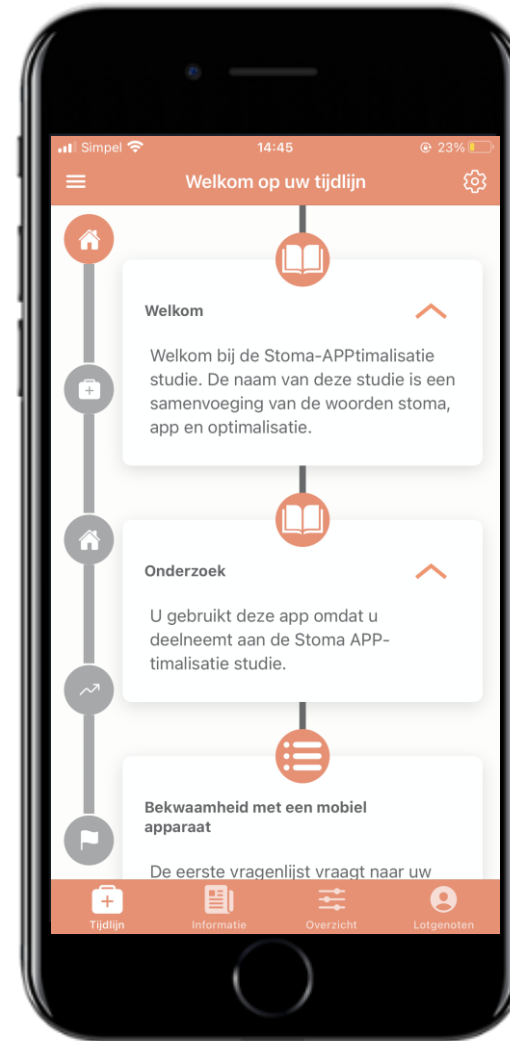 Simpel 14:45 23%
Welkom op uw tijdlijn
Welkom
Welkom bij de Stoma-APPtimalisatie
studie. De naam van deze studie is een
samenvoeging van de woorden stoma,
app en optimalisatie.
Onderzoek
U gebruikt deze app omdat u
deelneemt aan de Stoma APP-
timalisatie studie.
Bekwaamheid met een mobiel
apparaat
De eerste vragenlijst vraagt naar uw
Tijdlijn Informatie Overzicht Lotgenoten